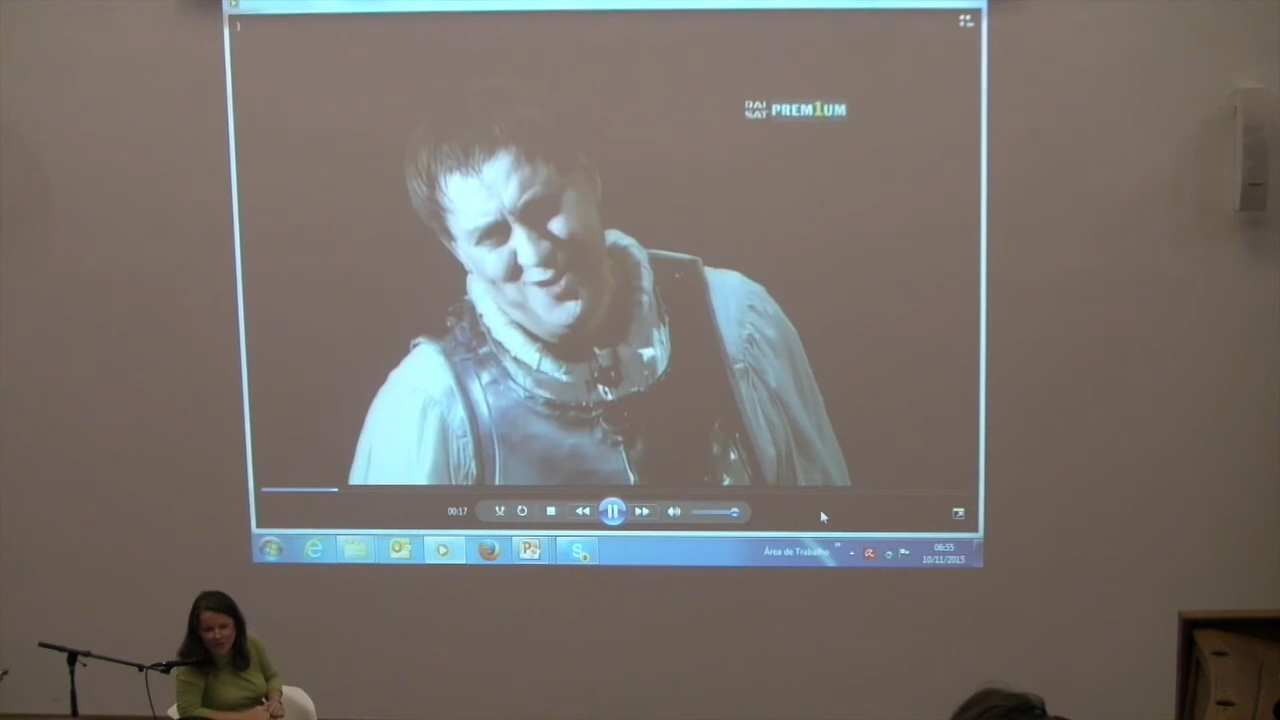 RAI
SAT PREM1UM
00:17
Área de Trabalho
06:55
10/11/2015